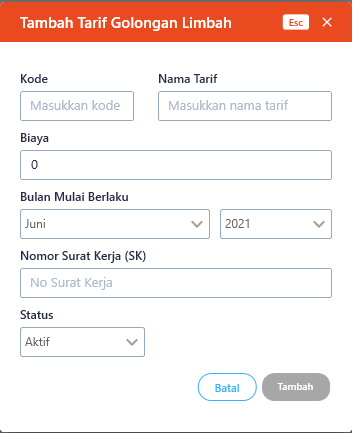 Tambah Tarif Golongan Limbah Esc
Kode Nama Tarif
Masukkan kode Masukkan nama tarif
Biaya
0
Bulan Mulai Berlaku
Juni 2021
Nomor Surat Kerja (SK)
No Surat Kerja
Status
Aktif
Batal Tambah